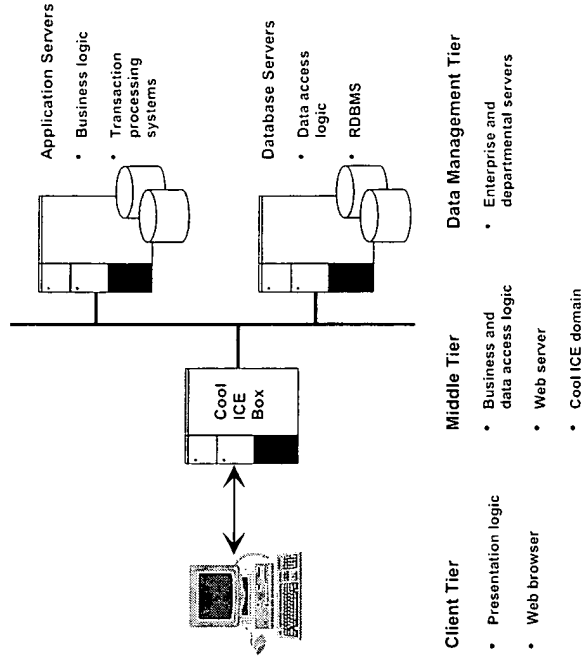 Application Servers
• Business logic
• Transaction
processing
systems
Database Servers
• Data access
logic
• RDBMS
Cool
ICE
Box
Client Tier
• Presentation logic
• Web browser
Middle Tier
• Business and
data access logic
• Web server
• Cool ICE domain
Data Management Tier
• Enterprise and
departmental servers